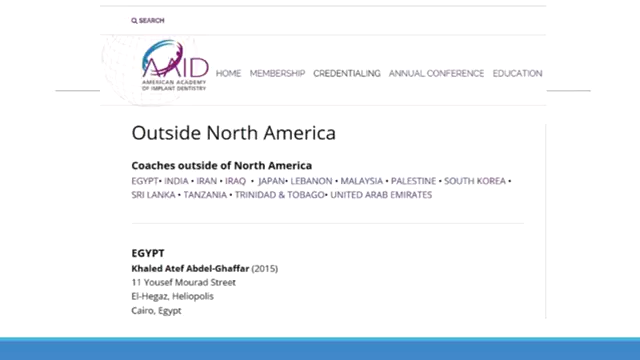 SEARCH
AAID
AMERICAN ACADEMY
OF IMPLANT DENTISTRY
HOME MEMBERSHIP CREDENTIALING ANNUAL CONFERENCE EDUCATION
Outside North America
Coaches outside of North America
EGYPT• INDIA • IRAN • IRAQ • JAPAN• LEBANON • MALAYSIA • PALESTINE • SOUTH KOREA •
SRI LANKA • TANZANIA • TRINIDAD & TOBAGO• UNITED ARAB EMIRATES
EGYPT
Khaled Atef Abdel-Ghaffar (2015)
11 Yousef Mourad Street
El-Hegaz, Heliopolis
Cairo, Egypt